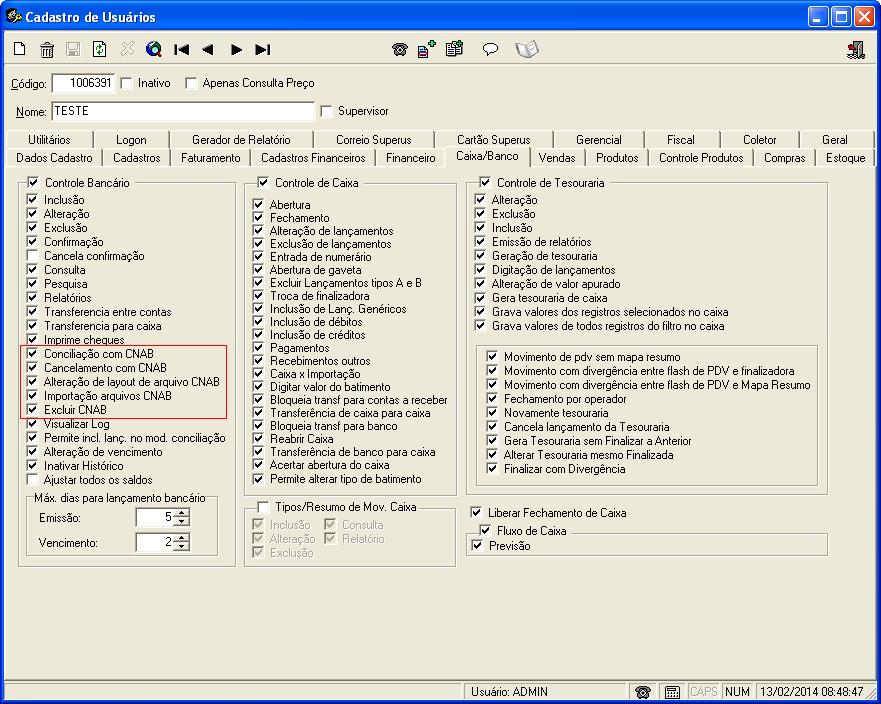 Cadastro de Usuários
Código: 1006391 Inativo Apenas Consulta Preço
Nome: TESTE Supervisor
Utilitários Logon Gerador de Relatório Correio Superus Cartão Superus Gerencial Fiscal Coletor Geral
Dados Cadastro Cadastros Faturamento Cadastros Financeiros Financeiro Caixa/Banco Vendas Produtos Controle Produtos Compras Estoque
Controle Bancário
Inclusão
Alteração
Exclusão
Confirmação
Cancela confirmação
Consulta
Pesquisa
Relatórios
Transferencia entre contas
Transferencia para caixa
Imprime cheques
Conciliação com CNAB
Cancelamento com CNAB
Alteração de layout de arquivo CNAB
Importação arquivos CNAB
Excluir CNAB
Visualizar Log
Permite incl. lanç. no mod. conciliação
Alteração de vencimento
Inativar Histórico
Ajustar todos os saldos
Máx. dias para lançamento bancário
Emissão: 5
Vencimento: 2
Controle de Caixa
Abertura
Fechamento
Alteração de lançamentos
Exclusão de lançamentos
Entrada de numerário
Abertura de gaveta
Excluir Lançamentos tipos A e B
Troca de finalizadora
Inclusão de Lanç. Genéricos
Inclusão de débitos
Inclusão de créditos
Pagamentos
Recebimentos outros
Caixa x Importação
Digitar valor do batimento
Bloqueia transf para contas a receber
Transferência de caixa para caixa
Bloqueia transf para banco
Reabrir Caixa
Transferência de banco para caixa
Acertar abertura do caixa
Permite alterar tipo de batimento
Tipos/Resumo de Mov. Caixa
Inclusão Consulta
Alteração Relatório
Exclusão
Controle de Tesouraria
Alteração
Exclusão
Inclusão
Emissão de relatórios
Geração de tesouraria
Digitação de lançamentos
Alteração de valor apurado
Gera tesouraria de caixa
Grava valores dos registros selecionados no caixa
Grava valores de todos registros do filtro no caixa
Movimento de pdv sem mapa resumo
Movimento com divergência entre flash de PDV e finalizadora
Movimento com divergência entre flash de PDV e Mapa Resumo
Fechamento por operador
Novamente tesouraria
Cancela lançamento da Tesouraria
Gera Tesouraria sem Finalizar a Anterior
Alterar Tesouraria mesmo Finalizada
Finalizar com Divergência
Liberar Fechamento de Caixa
Fluxo de Caixa
Previsão
Usuário: ADMIN CAPS NUM 13/02/2014 08:48:47